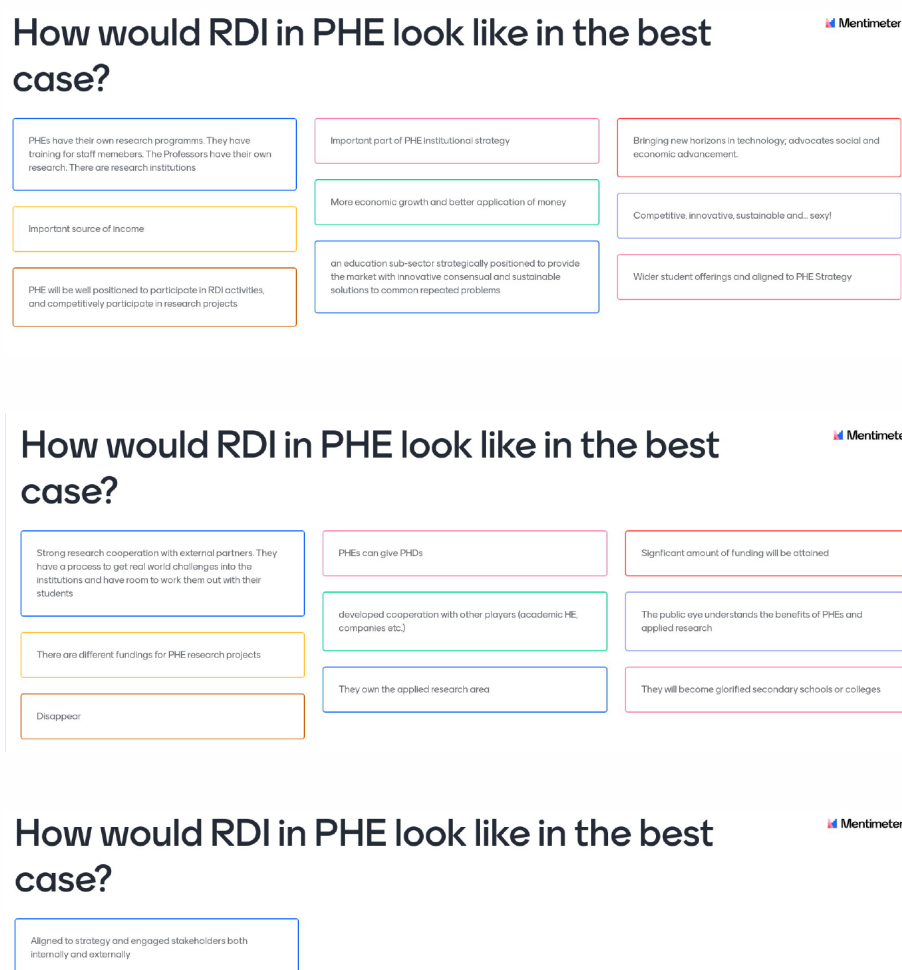 How would RDI in PHE look like in the best
case?
Mentimeter
PHEs have their own research programms. They have
training for staff memebers. The Professors have their own
research. There are research institutions
Important source of income
PHE will be well positioned to participate in RDI activities,
and competitively participate in research projects
Important part of PHE institutional strategy
More economic growth and better application of money
an education sub-sector strategically positioned to provide
the market with innovative consensual and sustainable
solutions to common repeated problems
Bringing new horizons in technology; advocates social and
economic advancement.
Competitive, innovative, sustainable and... sexy!
Wider student offerings and aligned to PHE Strategy
How would RDI in PHE look like in the best
case?
Mentimeter
Strong research cooperation with external partners. They
have a process to get real world challenges into the
institutions and have room to work them out with their
students
There are different fundings for PHE research projects
Disappear
PHEs can give PHDs
developed cooperation with other players (academic HE,
companies etc.)
They own the applied research area
Signficant amount of funding will be attained
The public eye understands the benefits of PHEs and
applied research
They will become glorified secondary schools or colleges
How would RDI in PHE look like in the best
case?
Mentimeter
Aligned to strategy and engaged stakeholders both
internally and externally